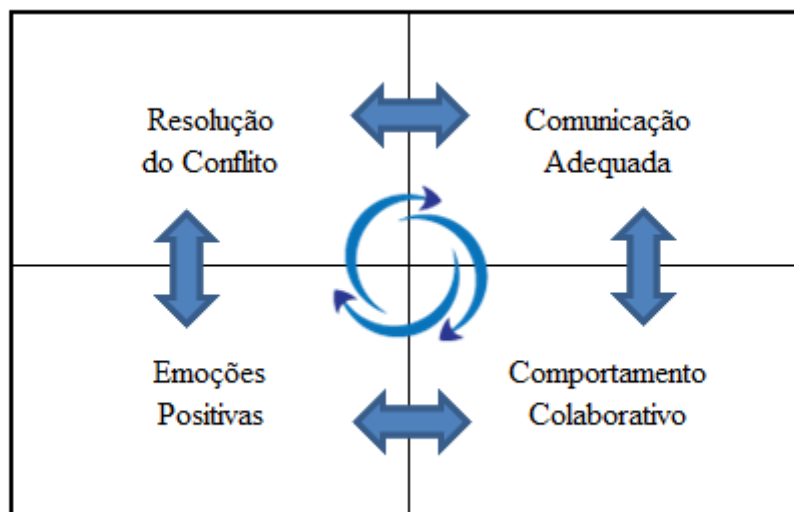 Resolução
do Conflito
Comunicação
Adequada
Emoções
Positivas
Comportamento
Colaborativo